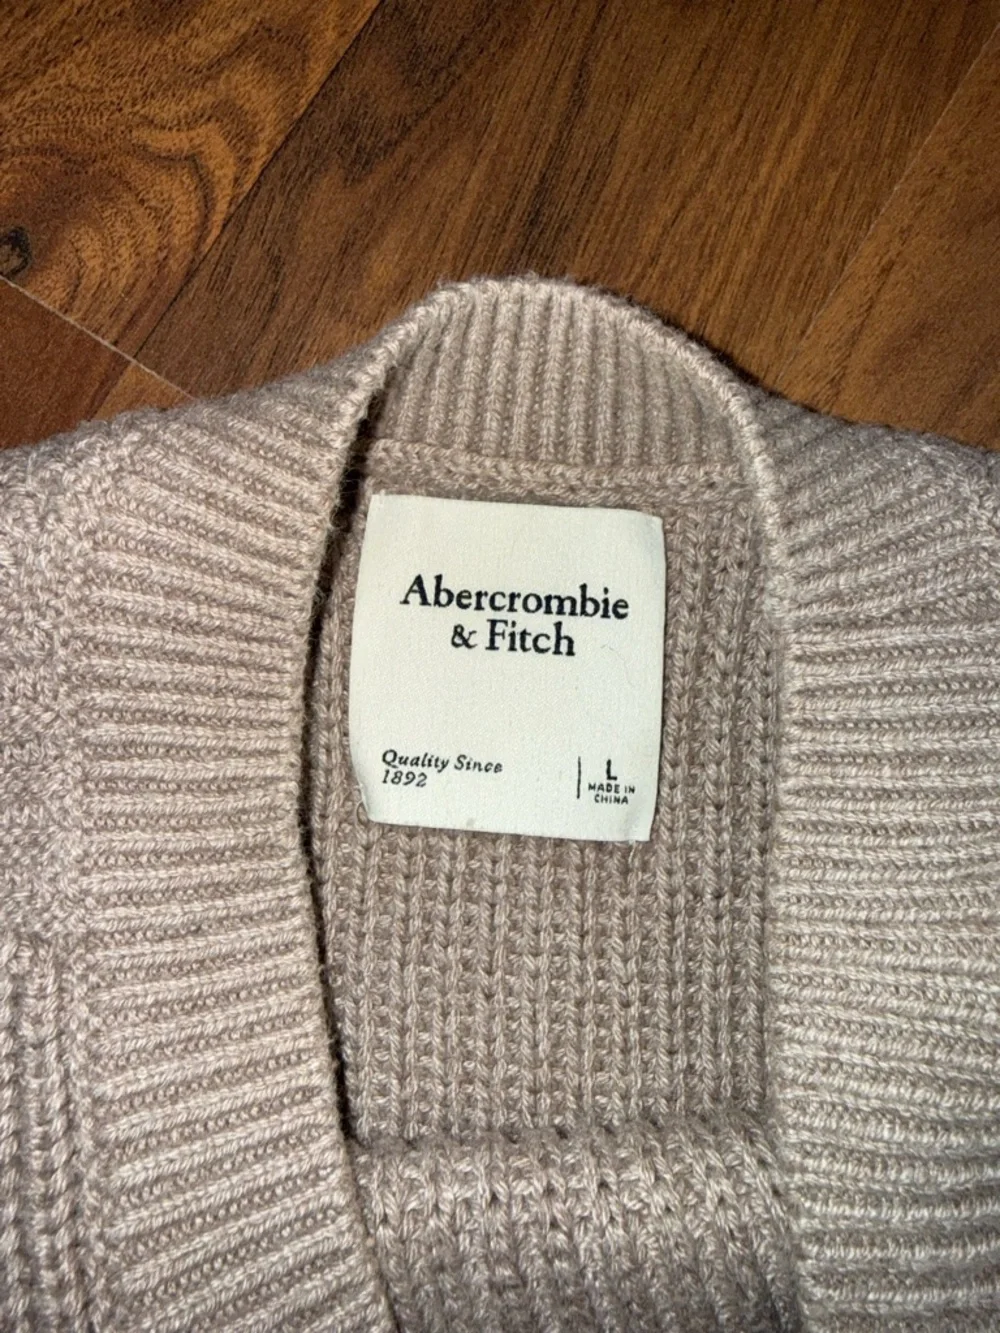 Abercrombie
& Fitch
Quality Since
1892
L
MADE IN
CHINA